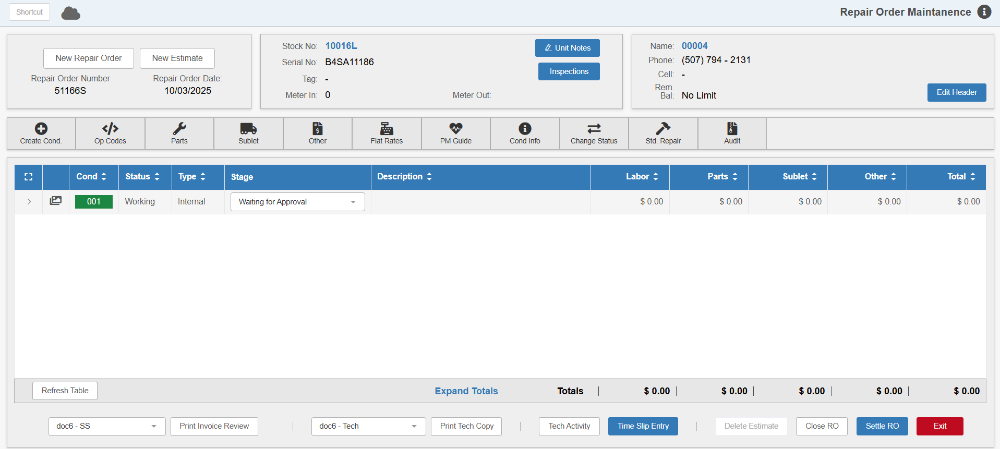 Shortcut
Repair Order Maintanence
New Repair Order
New Estimate
Repair Order Number
51166S
Repair Order Date:
10/03/2025
Stock No: 10016L
Serial No: B4SA11186
Tag: -
Meter In: 0
Meter Out:
Unit Notes
Inspections
Name: 00004
Phone: (507) 794 - 2131
Cell: -
Rem.
Bal: No Limit
Edit Header
Create Cond.
Op Codes
Parts
Sublet
Other
Flat Rates
PM Guide
Cond Info
Change Status
Std. Repair
Audit
Cond Status Type Stage Description Labor Parts Sublet Other Total
001 Working Internal Waiting for Approval $ 0.00 $ 0.00 $ 0.00 $ 0.00 $ 0.00
Refresh Table Expand Totals Totals $ 0.00 $ 0.00 $ 0.00 $ 0.00 $ 0.00
doc6 - SS Print Invoice Review doc6 - Tech Print Tech Copy Tech Activity Time Slip Entry Delete Estimate Close RO Settle RO Exit